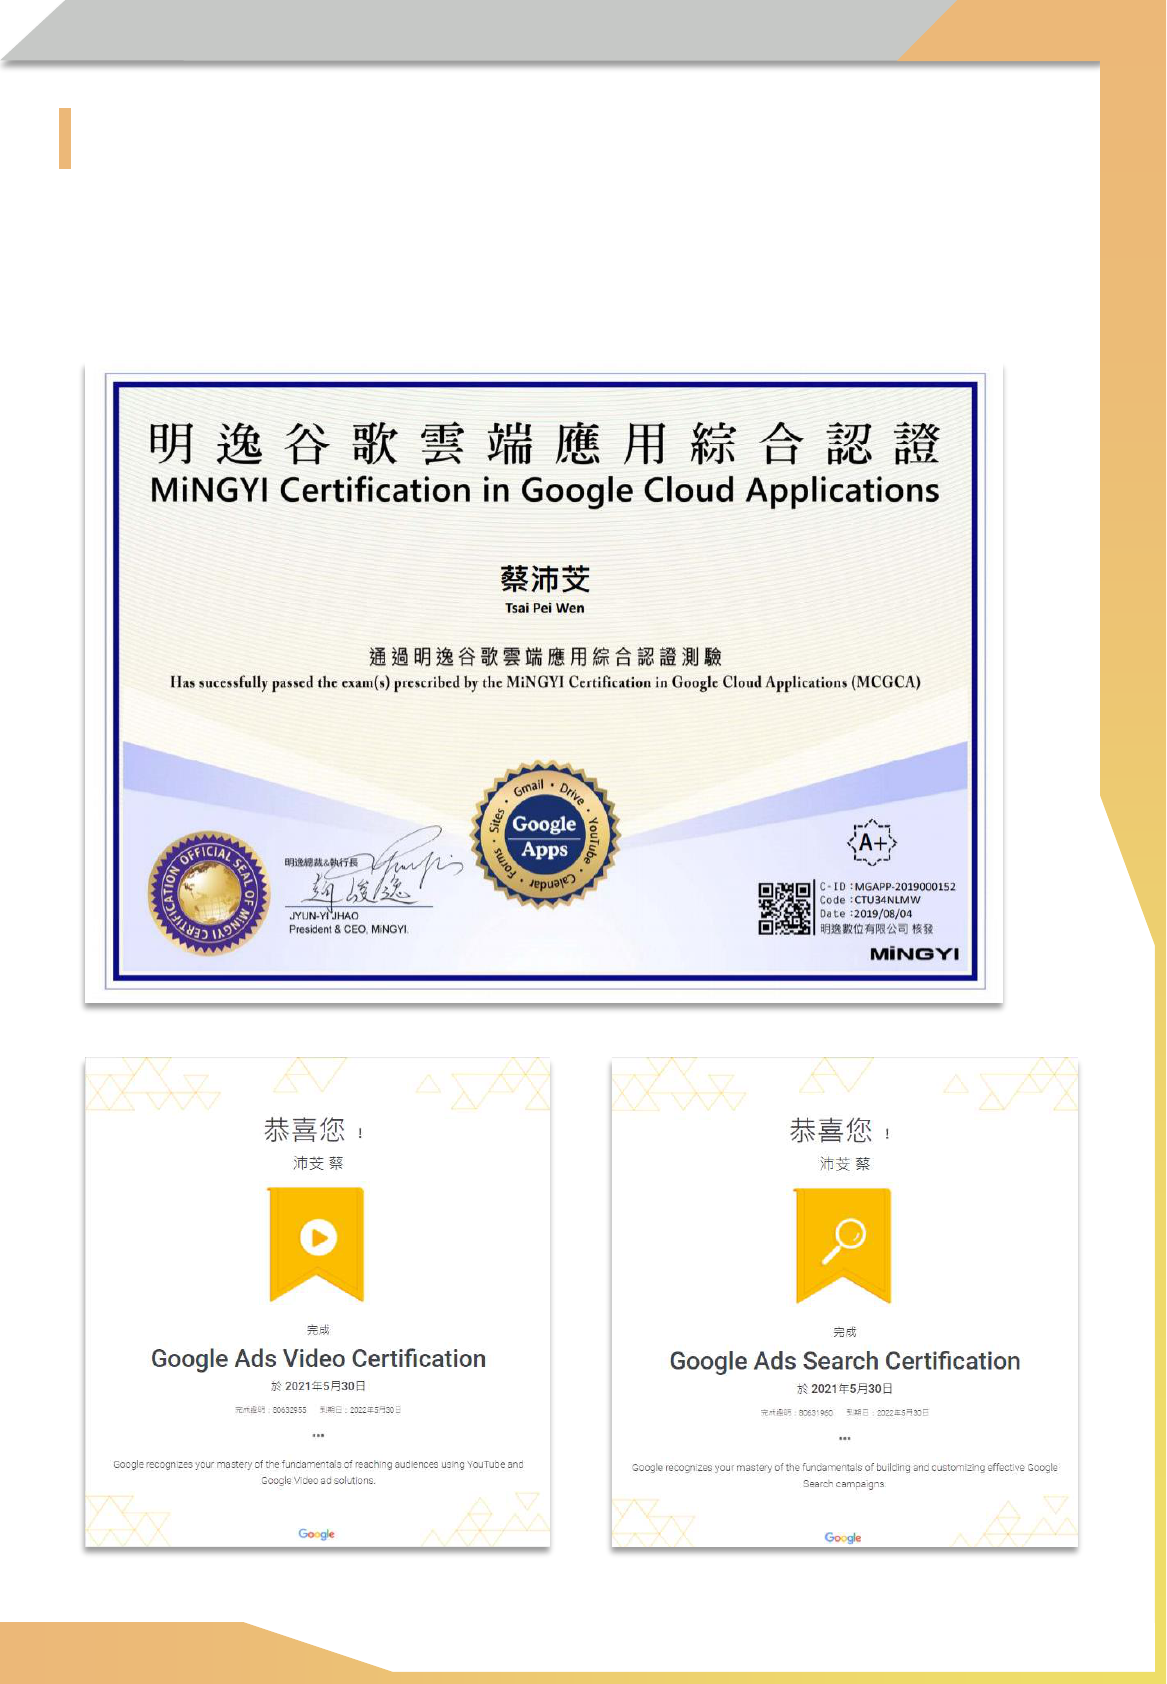 明逸谷歌雲端應用綜合認證
MiNGYI Certification in Google Cloud Applications
蔡沛芠
Tsai Pei Wen
通過明逸谷歌雲端應用綜合認證測驗
Has sucessfully passed the exam(s) prescribed by the MiNGYI Certification in Google Cloud Applications (MCGCA)
Gmail · Drive · YouTube · Calendar · Forms · Sites ·
Google
Apps
OFFICIAL SEAL OF MiNGYI CERTIFICATION
明逸總裁&執行長
趙俊逸
JYUN-YI JHAO
President & CEO, MiNGYI.
A+
C-ID：MGAPP-2019000152
Code：CTU34NLMW
Date：2019/08/04
明逸數位有限公司 核發
MiNGYI
恭喜您！
沛芠 蔡
完成
Google Ads Video Certification
於 2021年5月30日
完成證明：80632955 到期日：2022年5月30日
Google recognizes your mastery of the fundamentals of reaching audiences using YouTube and
Google Video ad solutions.
Google
恭喜您！
沛芠 蔡
完成
Google Ads Search Certification
於 2021年5月30日
完成證明：80631960 到期日：2022年5月30日
Google recognizes your mastery of the fundamentals of building and customizing effective Google
Search campaigns.
Google